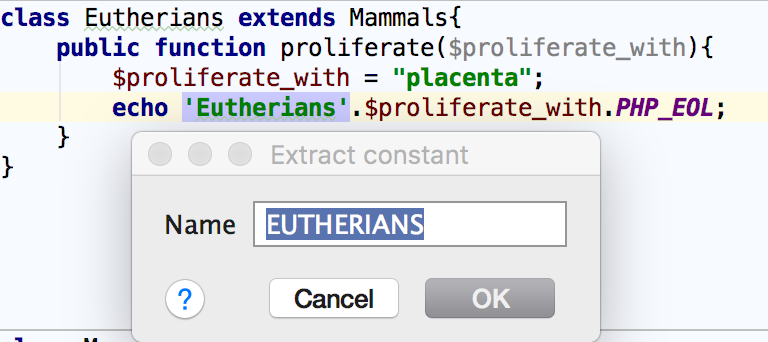 class Eutherians extends Mammals{
public function proliferate($proliferate_with){
$proliferate_with = "placenta";
echo 'Eutherians'.$proliferate_with.PHP_EOL;
}
}
Extract constant
Name EUTHERIANS
? Cancel OK